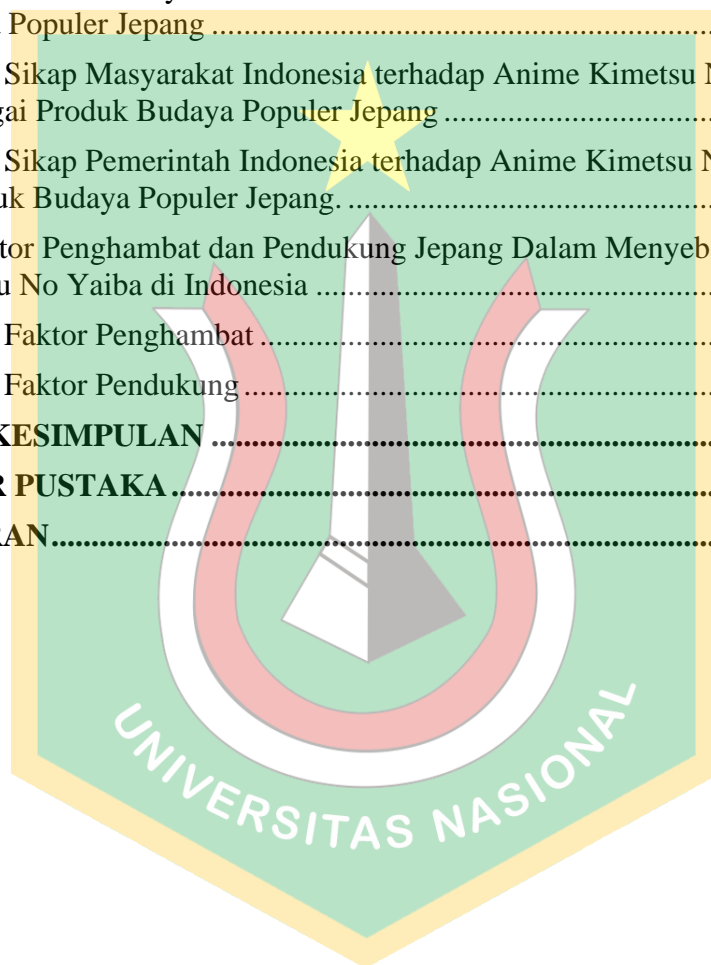 Populer Jepang ........................................................
Sikap Masyarakat Indonesia terhadap Anime Kimetsu N
gai Produk Budaya Populer Jepang ........................................................
Sikap Pemerintah Indonesia terhadap Anime Kimetsu N
uk Budaya Populer Jepang. ........................................................
tor Penghambat dan Pendukung Jepang Dalam Menyeb
u No Yaiba di Indonesia ........................................................
Faktor Penghambat ........................................................
Faktor Pendukung ........................................................
KESIMPULAN ........................................................
R PUSTAKA ........................................................
RAN ........................................................
UNIVERSITAS NASIONAL